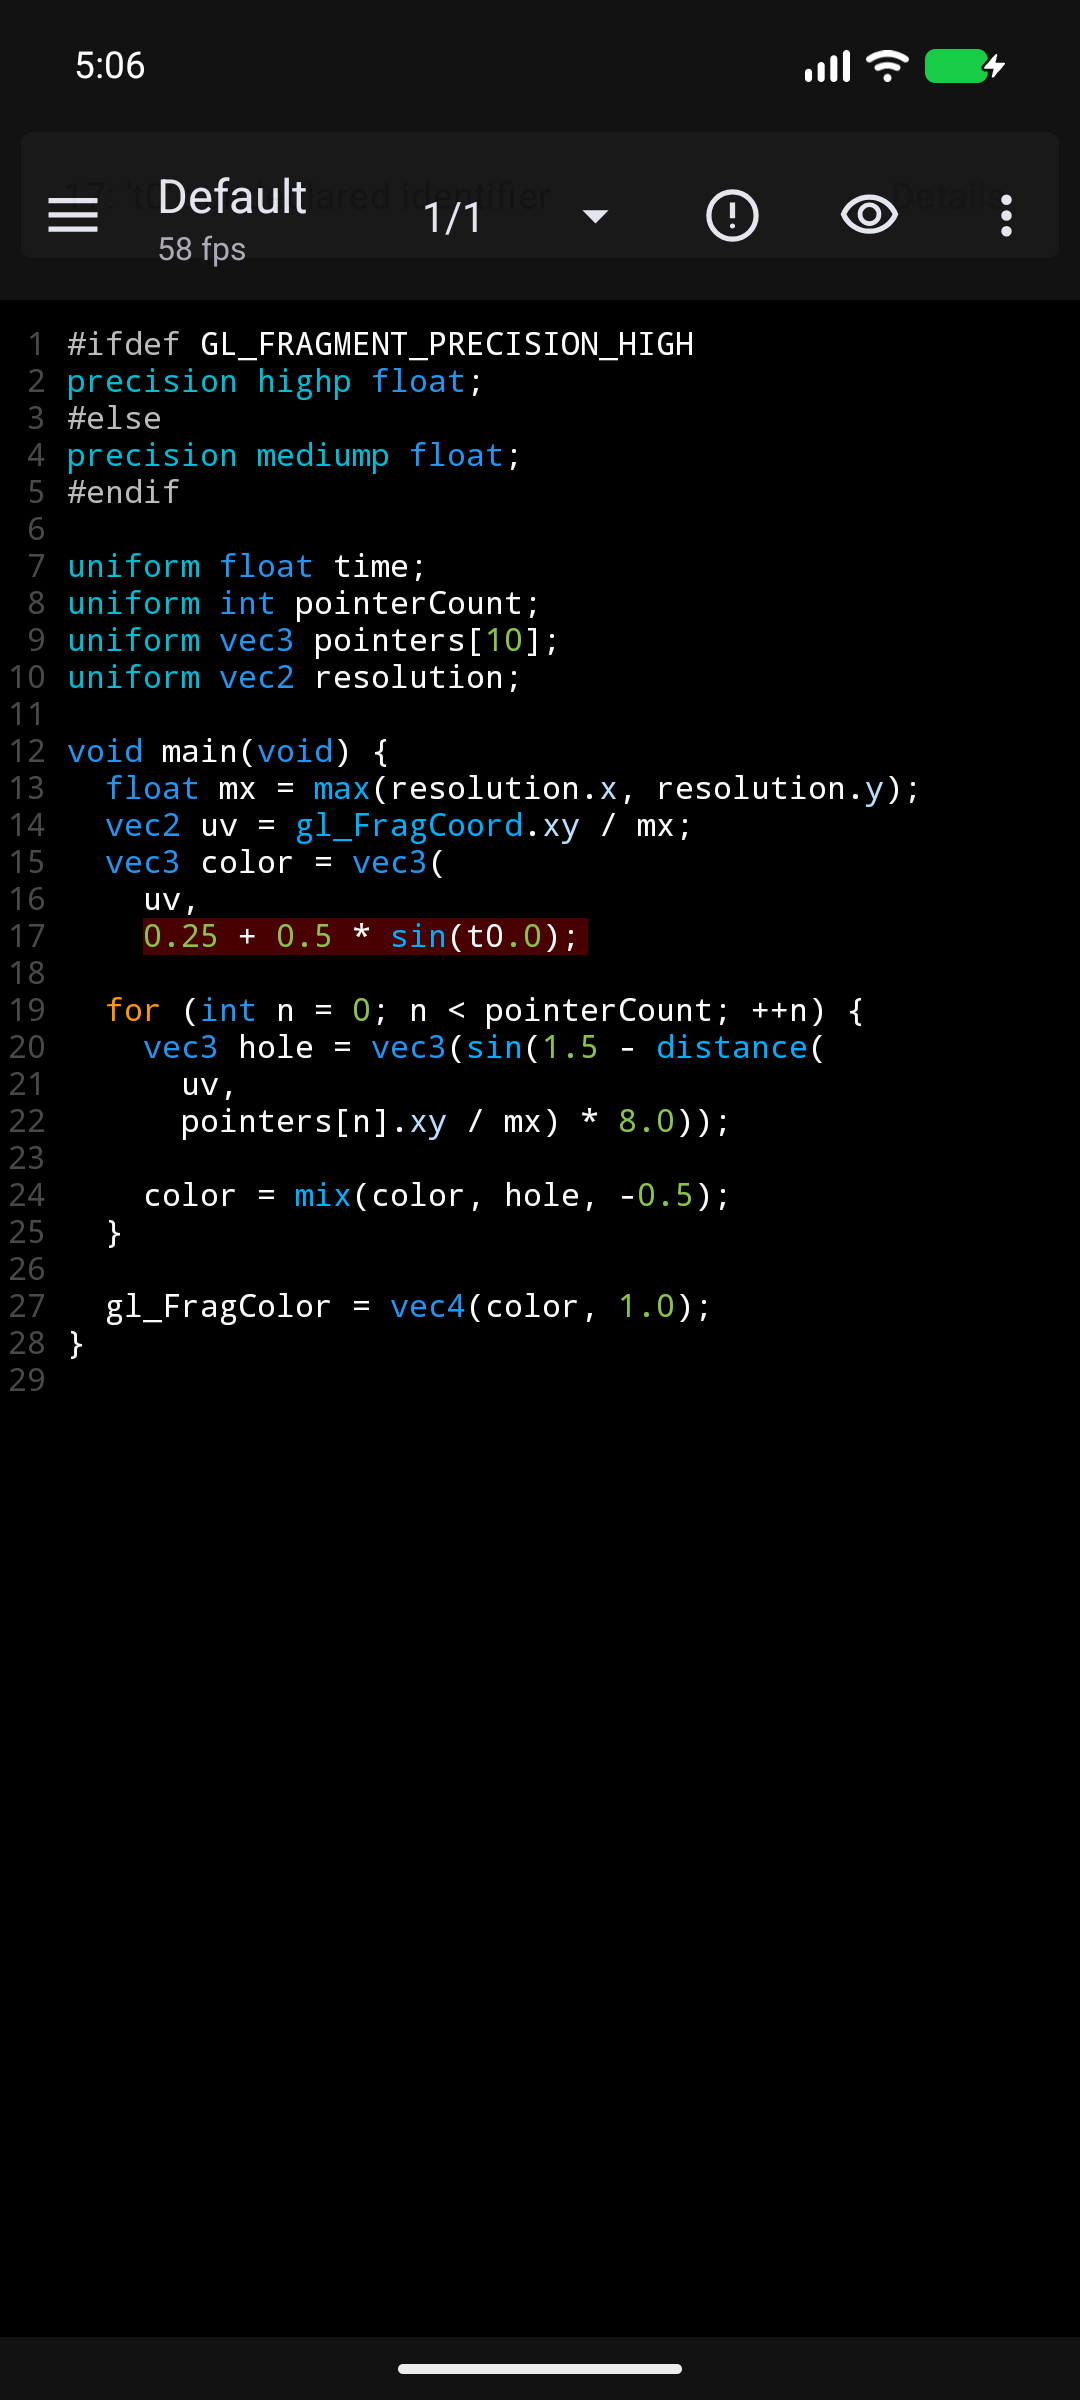 5:06
17:
identifier
Details
Default
58 fps
1/1
1 #ifdef GL_FRAGMENT_PRECISION_HIGH
2 precision highp float;
3 #else
4 precision mediump float;
5 #endif
6
7 uniform float time;
8 uniform int pointerCount;
9 uniform vec3 pointers[10];
10 uniform vec2 resolution;
11
12 void main(void) {
13 float mx = max(resolution.x, resolution.y);
14 vec2 uv = gl_FragCoord.xy / mx;
15 vec3 color = vec3(
16 uv,
17 0.25 + 0.5 * sin(t0.0);
18
19 for (int n = 0; n < pointerCount; ++n) {
20 vec3 hole = vec3(sin(1.5 - distance(
21 uv,
22 pointers[n].xy / mx) * 8.0));
23
24 color = mix(color, hole, -0.5);
25 }
26
27 gl_FragColor = vec4(color, 1.0);
28 }
29